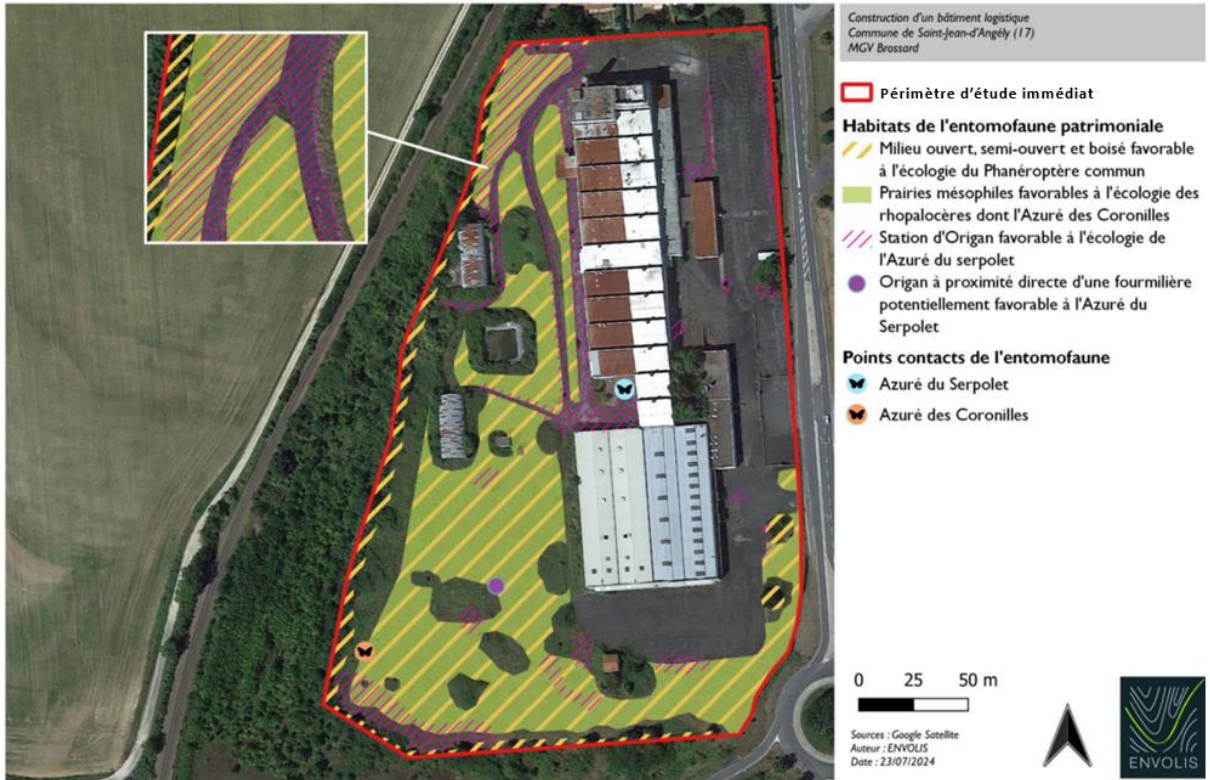 Construction d'un bâtiment logistique
Commune de Saint-Jean-d'Angély (17)
MGV Brossard
Périmètre d'étude immédiat
Habitats de l'entomofaune patrimoniale
Milieu ouvert, semi-ouvert et boisé favorable
à l'écologie du Phanéroptère commun
Prairies mésophiles favorables à l'écologie des
rhopalocères dont l'Azuré des Coronilles
Station d'Origan favorable à l'écologie de
l'Azuré du serpolet
Origan à proximité directe d'une fourmilière
potentiellement favorable à l'Azuré du
Serpolet
Points contacts de l'entomofaune
Azuré du Serpolet
Azuré des Coronilles
0 25 50 m
Sources : Google Satellite
Auteur : ENVOLIS
Date : 23/07/2024
ENVOLIS